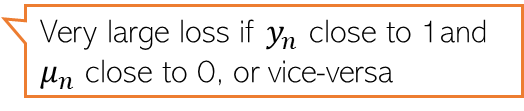 Very large loss if yₙ close to 1and
μₙ close to 0, or vice-versa